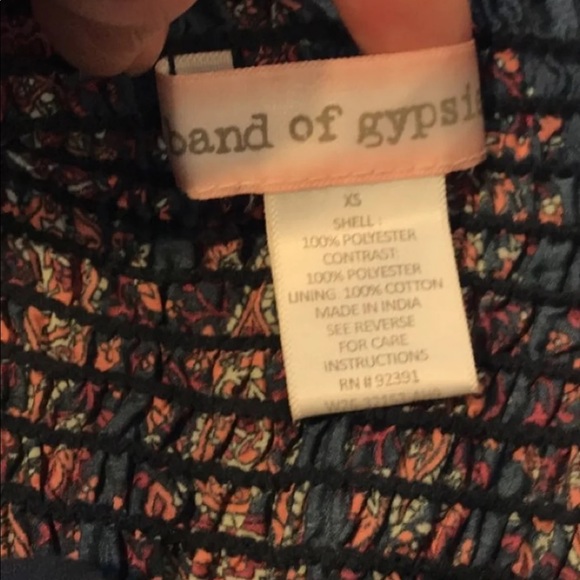 band of gypsi
XS
SHELL :
100% POLYESTER
CONTRAST:
100% POLYESTER
LINING: 100% COTTON
MADE IN INDIA
SEE REVERSE
FOR CARE
INSTRUCTIONS
RN # 92391